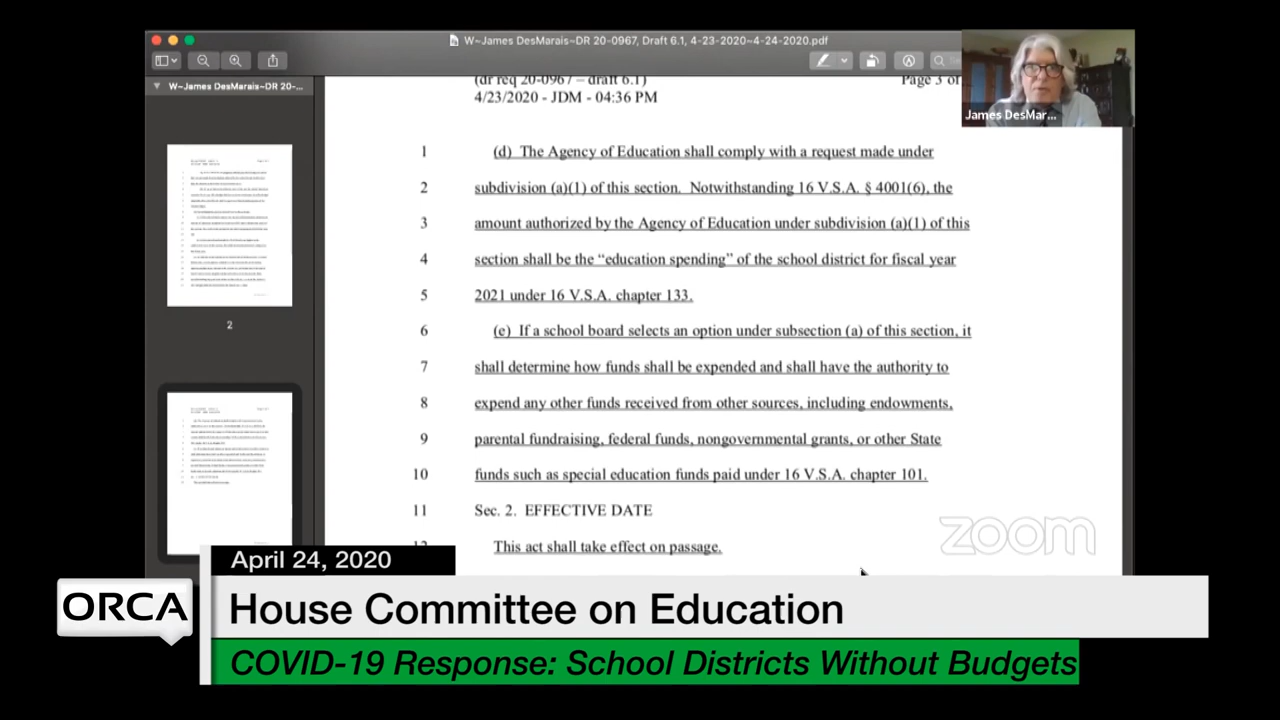 W~James DesMarais~DR 20-0967, Draft 6.1, 4-23-2020~4-24-2020.pdf
W~James DesMarais~DR 20-...
2
(dr req 20-0967 – draft 6.1)
Page 3 of
4/23/2020 - JDM - 04:36 PM
James DesMar...
1 (d) The Agency of Education shall comply with a request made under
2 subdivision (a)(1) of this section. Notwithstanding 16 V.S.A. § 4001(6), the
3 amount authorized by the Agency of Education under subdivision (a)(1) of this
4 section shall be the “education spending” of the school district for fiscal year
5 2021 under 16 V.S.A. chapter 133.
6 (e) If a school board selects an option under subsection (a) of this section, it
7 shall determine how funds shall be expended and shall have the authority to
8 expend any other funds received from other sources, including endowments,
9 parental fundraising, federal funds, nongovernmental grants, or other State
10 funds such as special education funds paid under 16 V.S.A. chapter 101.
11 Sec. 2. EFFECTIVE DATE
12 This act shall take effect on passage.
zoom
April 24, 2020
ORCA
House Committee on Education
COVID-19 Response: School Districts Without Budgets